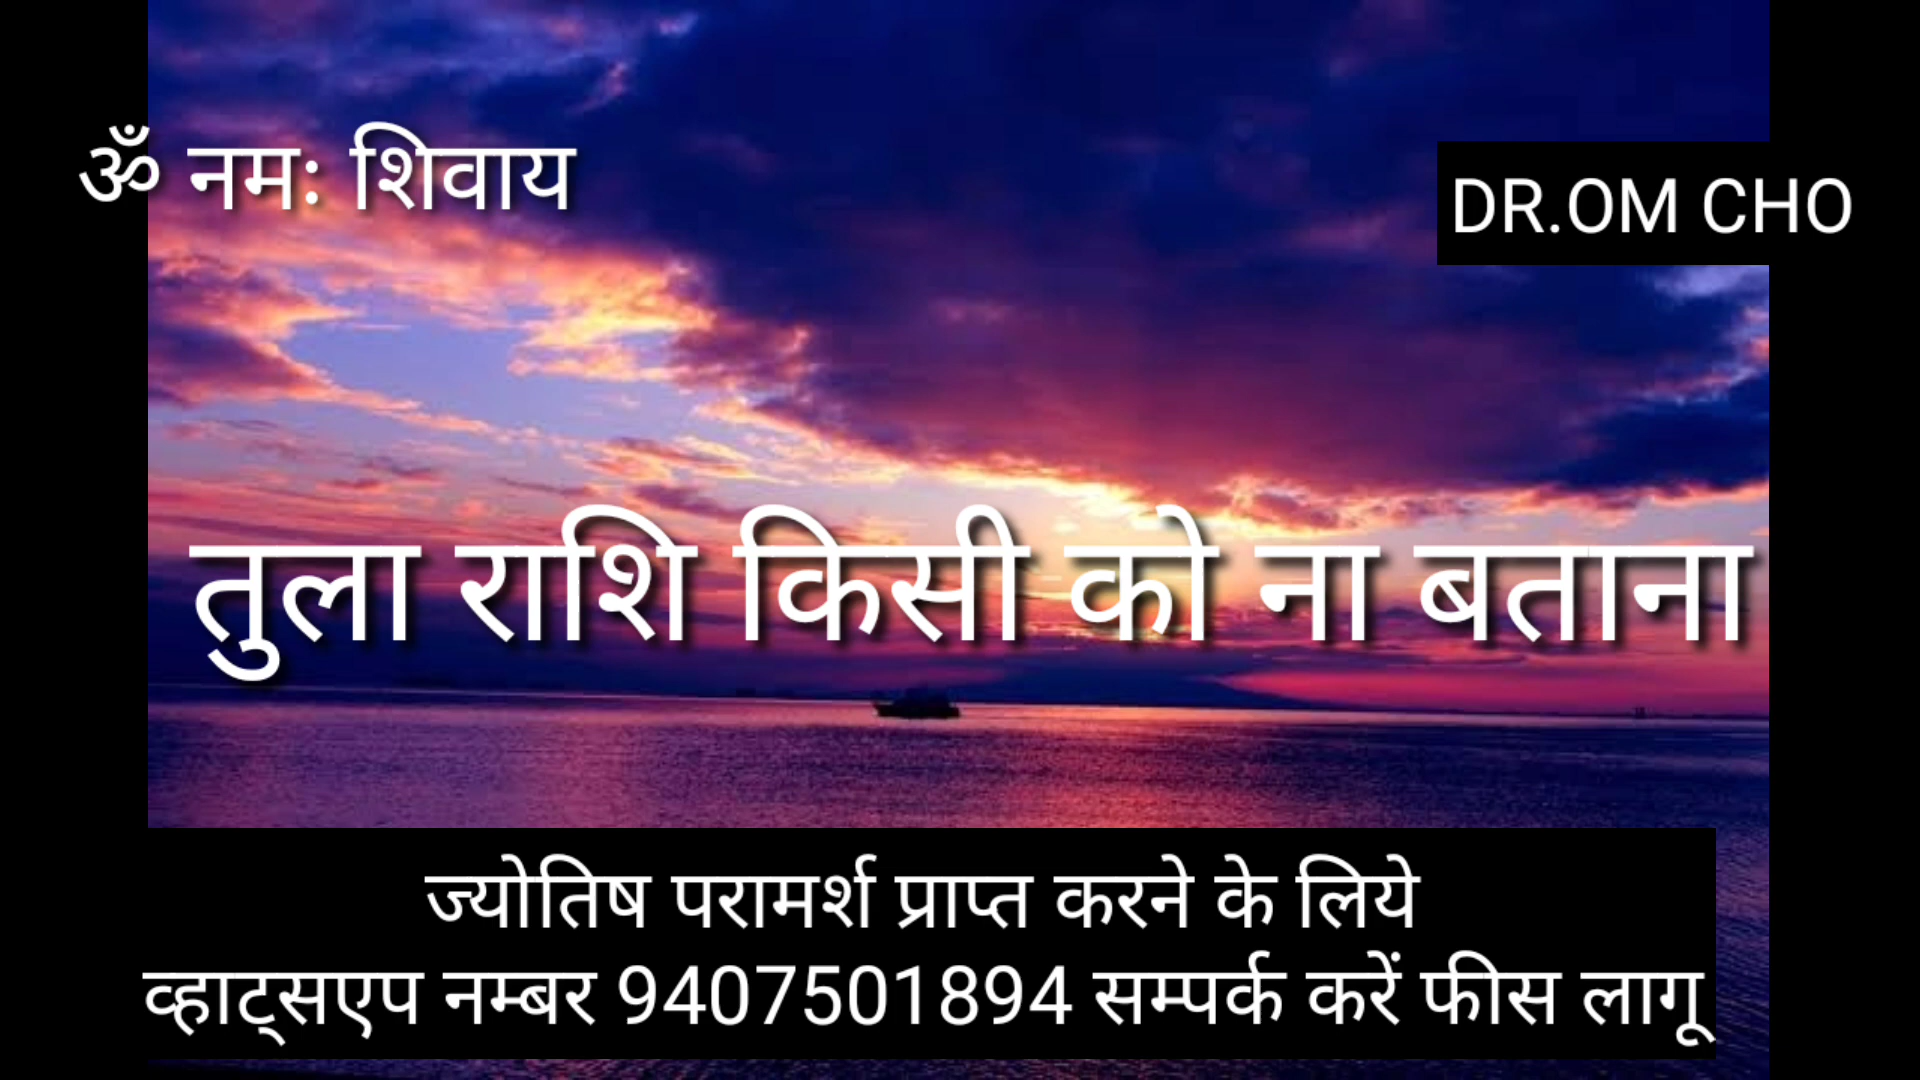 ॐ नमः शिवाय
DR.OM CHO
तुला राशि किसी को ना बताना
ज्योतिष परामर्श प्राप्त करने के लिये
व्हाट्सएप नम्बर 9407501894 सम्पर्क करें फीस लागू